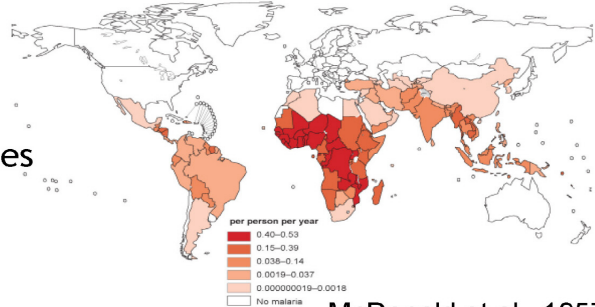 es
per person per year
0.40–0.53
0.15–0.39
0.038–0.14
0.0019–0.037
0.000000019–0.0018
No malaria